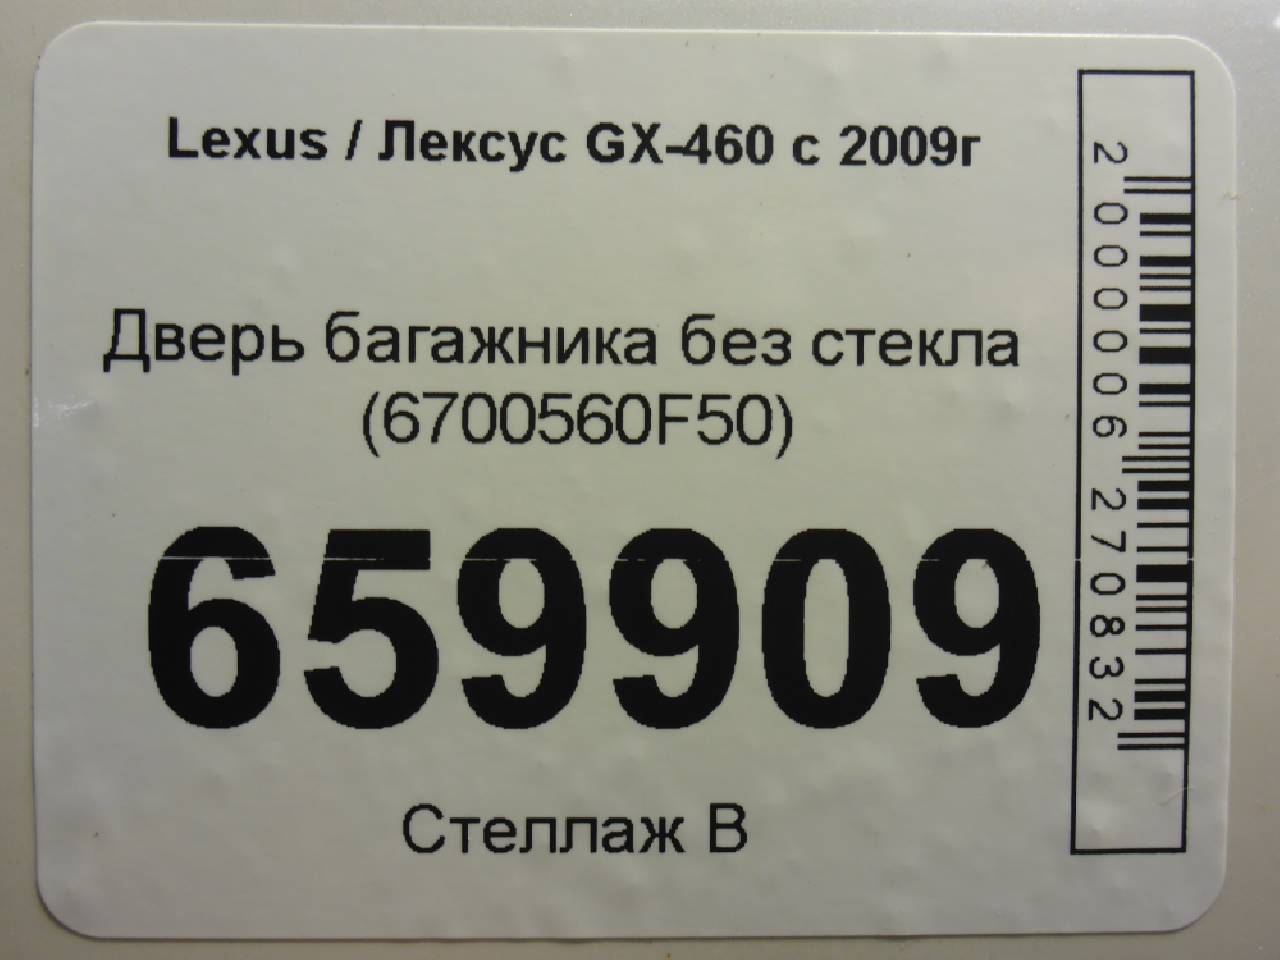 Lexus / Лексус GX-460 с 2009г
Дверь багажника без стекла
(6700560F50)
659909
Стеллаж В
2000006270832